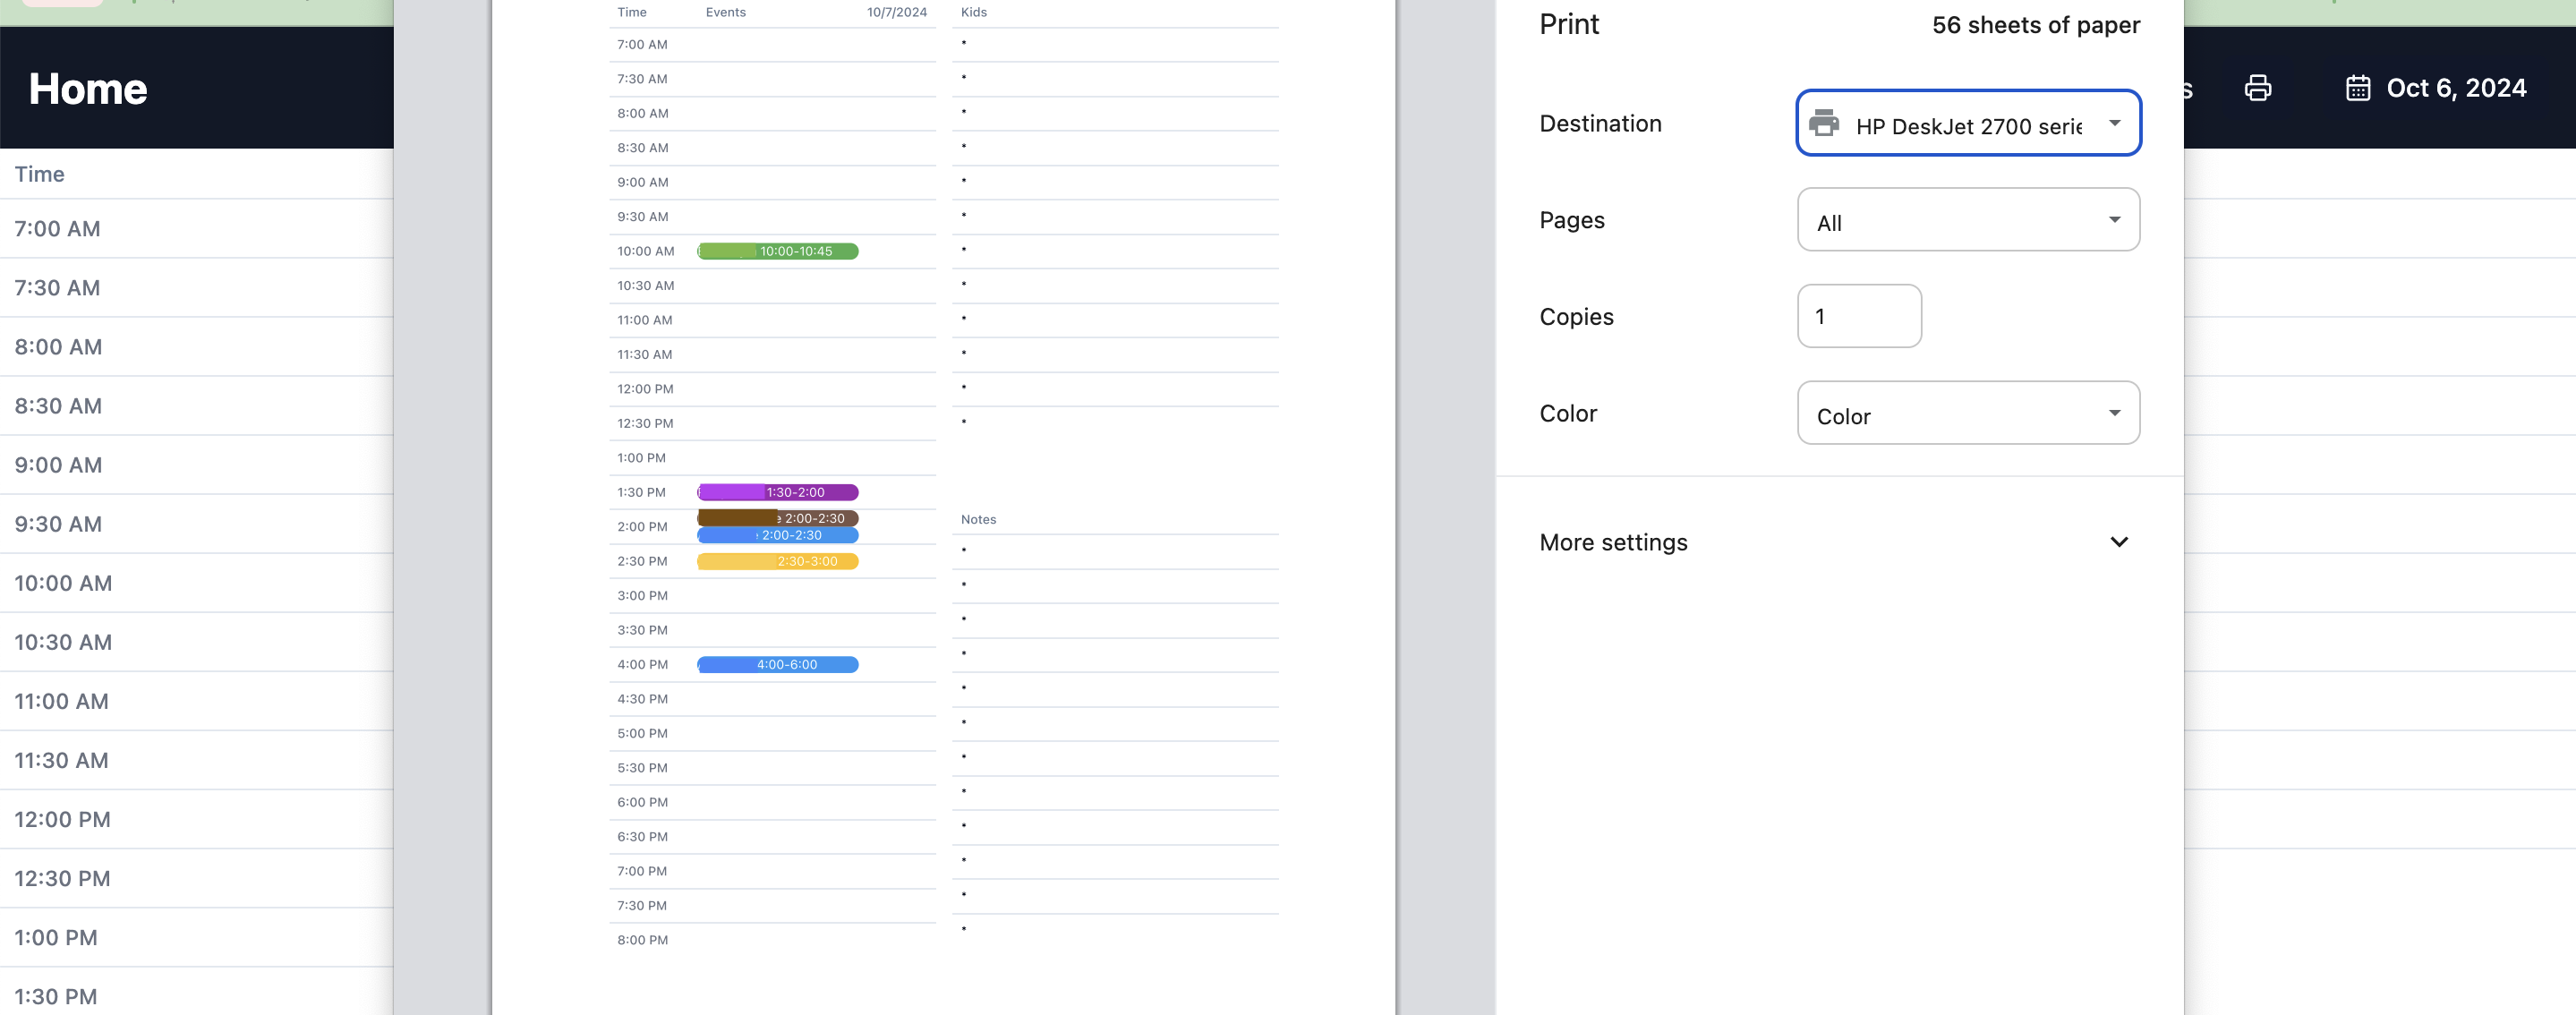 Home
Time
7:00 AM
7:30 AM
8:00 AM
8:30 AM
9:00 AM
9:30 AM
10:00 AM
10:30 AM
11:00 AM
11:30 AM
12:00 PM
12:30 PM
1:00 PM
1:30 PM
Time Events 10/7/2024
7:00 AM
7:30 AM
8:00 AM
8:30 AM
9:00 AM
9:30 AM
10:00 AM 10:00-10:45
10:30 AM
11:00 AM
11:30 AM
12:00 PM
12:30 PM
1:00 PM
1:30 PM 1:30-2:00
2:00 PM 2:00-2:30
2:00-2:30
2:30 PM 2:30-3:00
3:00 PM
3:30 PM
4:00 PM 4:00-6:00
4:30 PM
5:00 PM
5:30 PM
6:00 PM
6:30 PM
7:00 PM
7:30 PM
8:00 PM
Kids
*
*
*
*
*
*
*
*
*
*
*
*
Notes
*
*
*
*
*
*
*
*
*
*
*
*
Print 56 sheets of paper
Destination HP DeskJet 2700 serie
Pages All
Copies 1
Color Color
More settings
Oct 6, 2024